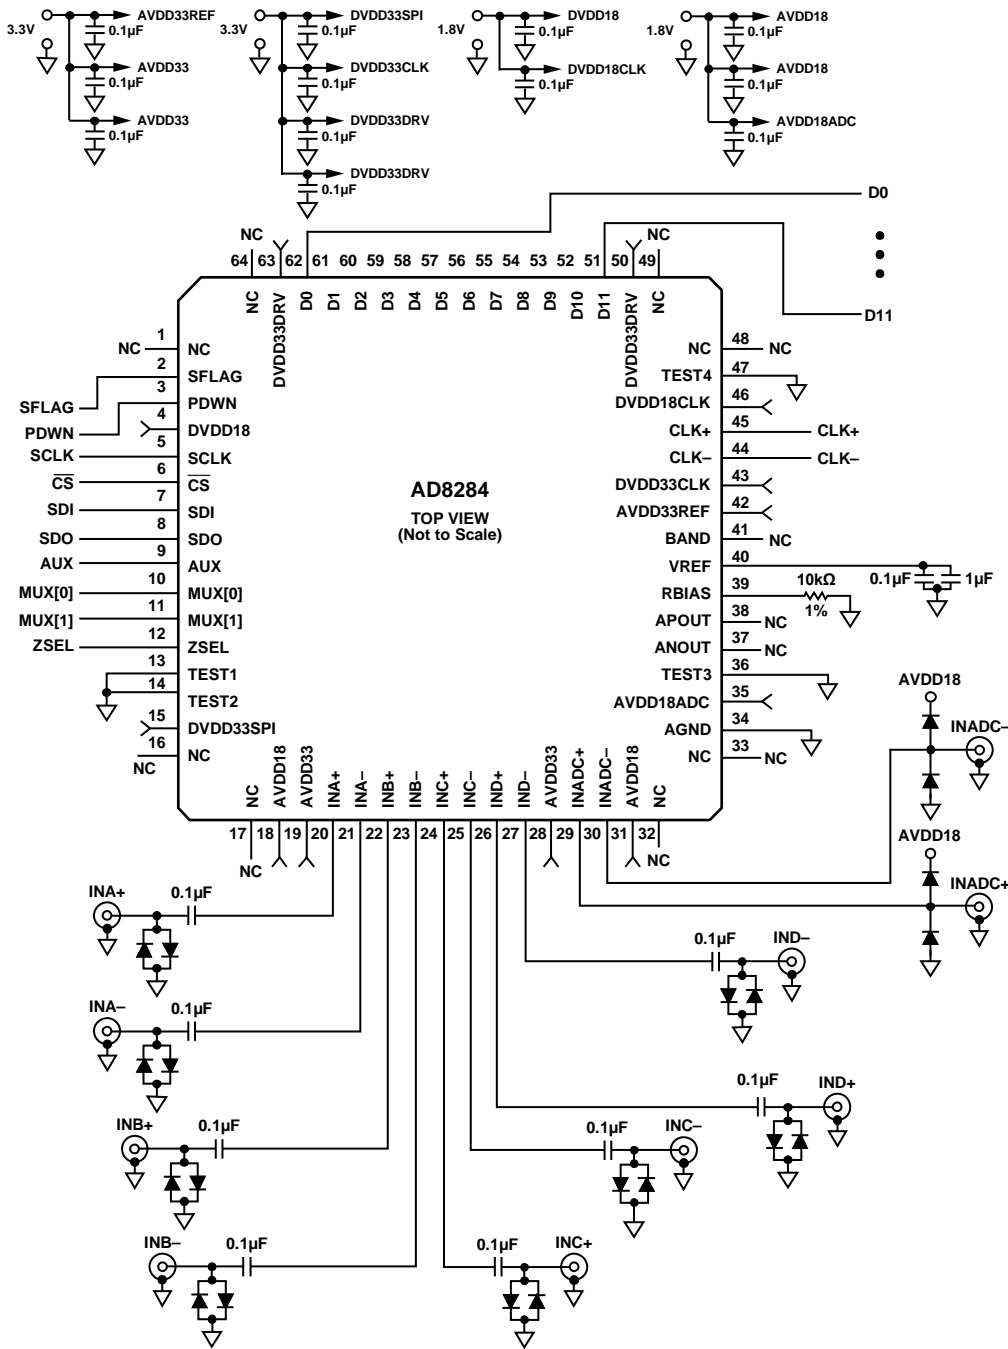 3.3V
AVDD33REF
0.1µF
AVDD33
0.1µF
AVDD33
0.1µF
3.3V
DVDD33SPI
0.1µF
DVDD33CLK
0.1µF
DVDD33DRV
0.1µF
DVDD33DRV
0.1µF
1.8V
DVDD18
0.1µF
DVDD18CLK
0.1µF
1.8V
AVDD18
0.1µF
AVDD18
0.1µF
AVDD18ADC
0.1µF
D0
D11
NC NC
64 63 62 61 60 59 58 57 56 55 54 53 52 51 50 49
NC DVDD33DRV D0 D1 D2 D3 D4 D5 D6 D7 D8 D9 D10 D11 DVDD33DRV NC
NC 1 NC
SFLAG 2 SFLAG
PDWN 3 PDWN
4 DVDD18
SCLK 5 SCLK
CS 6 CS
SDI 7 SDI
SDO 8 SDO
AUX 9 AUX
MUX[0] 10 MUX[0]
MUX[1] 11 MUX[1]
ZSEL 12 ZSEL
13 TEST1
14 TEST2
15 DVDD33SPI
NC 16 NC
AD8284
TOP VIEW
(Not to Scale)
NC 48 NC
TEST4 47
DVDD18CLK 46
CLK+ 45 CLK+
CLK– 44 CLK–
DVDD33CLK 43
AVDD33REF 42
BAND 41 NC
VREF 40 0.1µF 1µF
RBIAS 39 10kΩ
1%
APOUT 38 NC
ANOUT 37 NC
TEST3 36
AVDD18ADC 35
AGND 34
NC 33 NC
NC AVDD18 AVDD33 INA+ INA– INB+ INB– INC+ INC– IND+ IND– AVDD33 INADC+ INADC– AVDD18 NC
17 18 19 20 21 22 23 24 25 26 27 28 29 30 31 32
NC NC
AVDD18
INADC–
AVDD18
INADC+
INA+ 0.1µF
0.1µF IND–
INA– 0.1µF
0.1µF IND+
INB+ 0.1µF
0.1µF INC–
INB– 0.1µF
0.1µF INC+